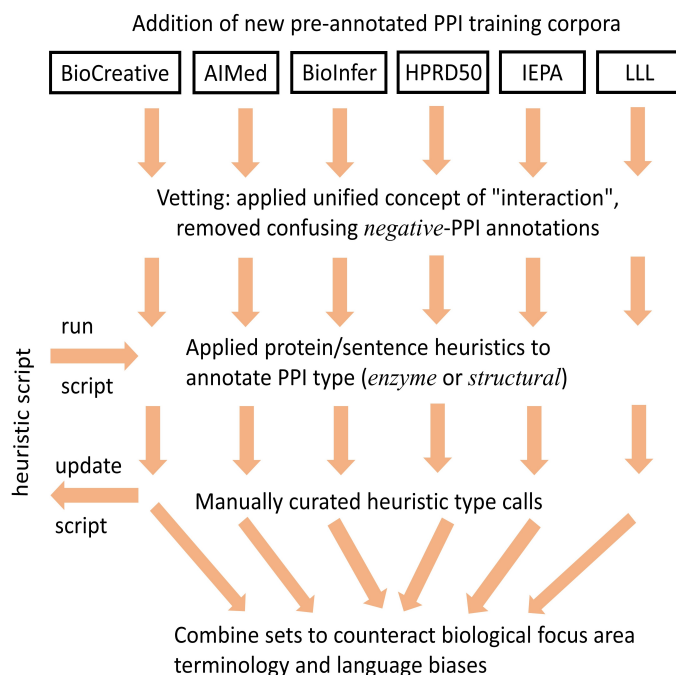 Addition of new pre-annotated PPI training corpora
BioCreative AIMed BioInfer HPRD50 IEPA LLL
Vetting: applied unified concept of "interaction",
removed confusing negative-PPI annotations
heuristic script
run
script
Applied protein/sentence heuristics to
annotate PPI type (enzyme or structural)
update
script
Manually curated heuristic type calls
Combine sets to counteract biological focus area
terminology and language biases